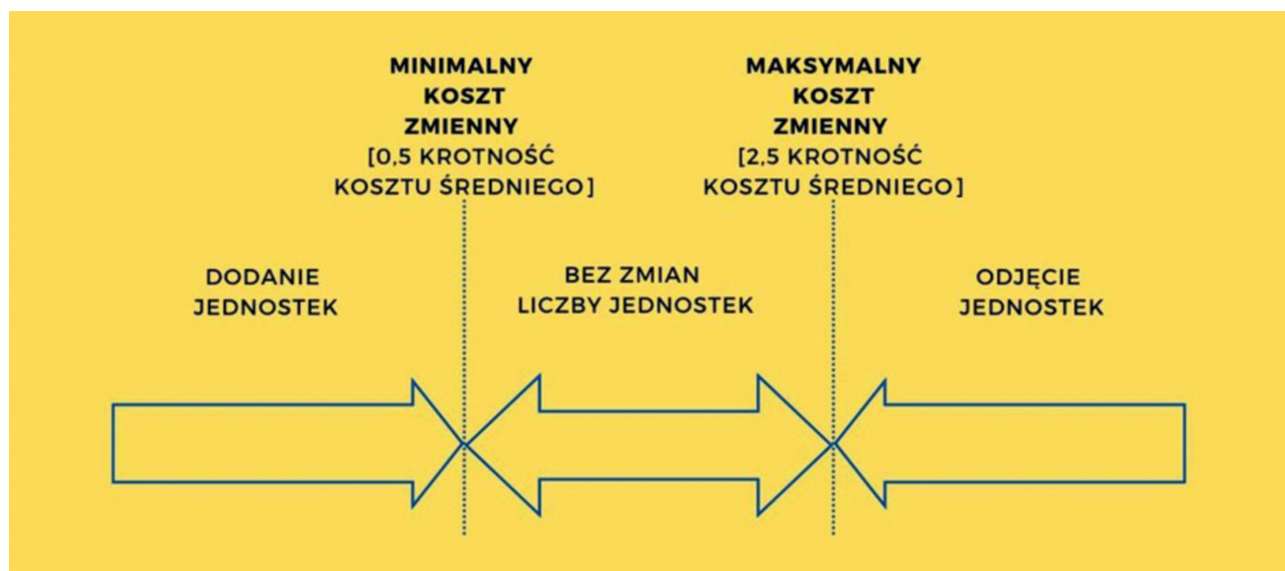 MINIMALNY
KOSZT
ZMIENNY
[0,5 KROTNOŚĆ
KOSZTU ŚREDNIEGO]
MAKSYMALNY
KOSZT
ZMIENNY
[2,5 KROTNOŚĆ
KOSZTU ŚREDNIEGO]
DODANIE
JEDNOSTEK
BEZ ZMIAN
LICZBY JEDNOSTEK
ODJĘCIE
JEDNOSTEK